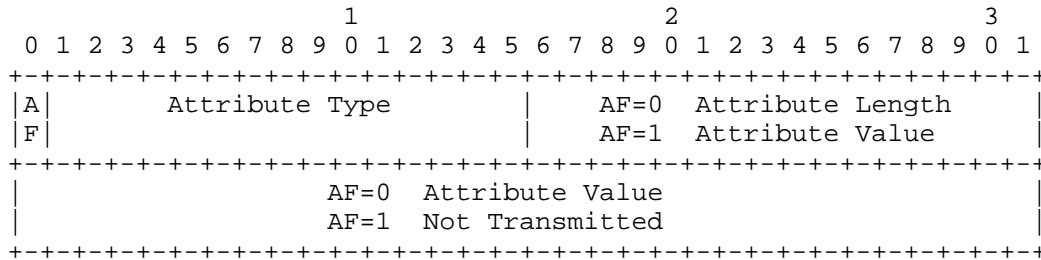 1                   2                   3
 0 1 2 3 4 5 6 7 8 9 0 1 2 3 4 5 6 7 8 9 0 1 2 3 4 5 6 7 8 9 0 1
+-+-+-+-+-+-+-+-+-+-+-+-+-+-+-+-+-+-+-+-+-+-+-+-+-+-+-+-+-+-+-+-+
|A|       Attribute Type        |    AF=0  Attribute Length     |
|F|                             |    AF=1  Attribute Value      |
+-+-+-+-+-+-+-+-+-+-+-+-+-+-+-+-+-+-+-+-+-+-+-+-+-+-+-+-+-+-+-+-+
|                   AF=0  Attribute Value                       |
|                   AF=1  Not Transmitted                       |
+-+-+-+-+-+-+-+-+-+-+-+-+-+-+-+-+-+-+-+-+-+-+-+-+-+-+-+-+-+-+-+-+